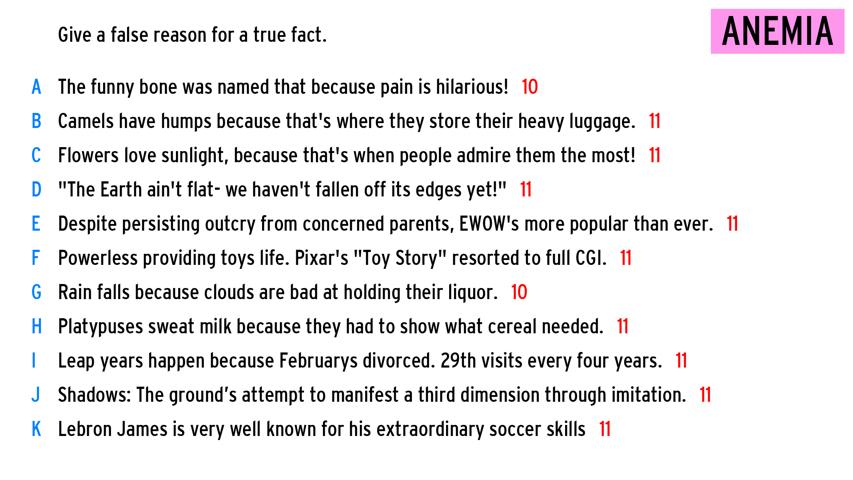 Give a false reason for a true fact.
ANEMIA
A The funny bone was named that because pain is hilarious! 10
B Camels have humps because that's where they store their heavy luggage. 11
C Flowers love sunlight, because that's when people admire them the most! 11
D "The Earth ain't flat- we haven't fallen off its edges yet!" 11
E Despite persisting outcry from concerned parents, EWOW's more popular than ever. 11
F Powerless providing toys life. Pixar's "Toy Story" resorted to full CGI. 11
G Rain falls because clouds are bad at holding their liquor. 10
H Platypuses sweat milk because they had to show what cereal needed. 11
I Leap years happen because Februarys divorced. 29th visits every four years. 11
J Shadows: The ground’s attempt to manifest a third dimension through imitation. 11
K Lebron James is very well known for his extraordinary soccer skills 11